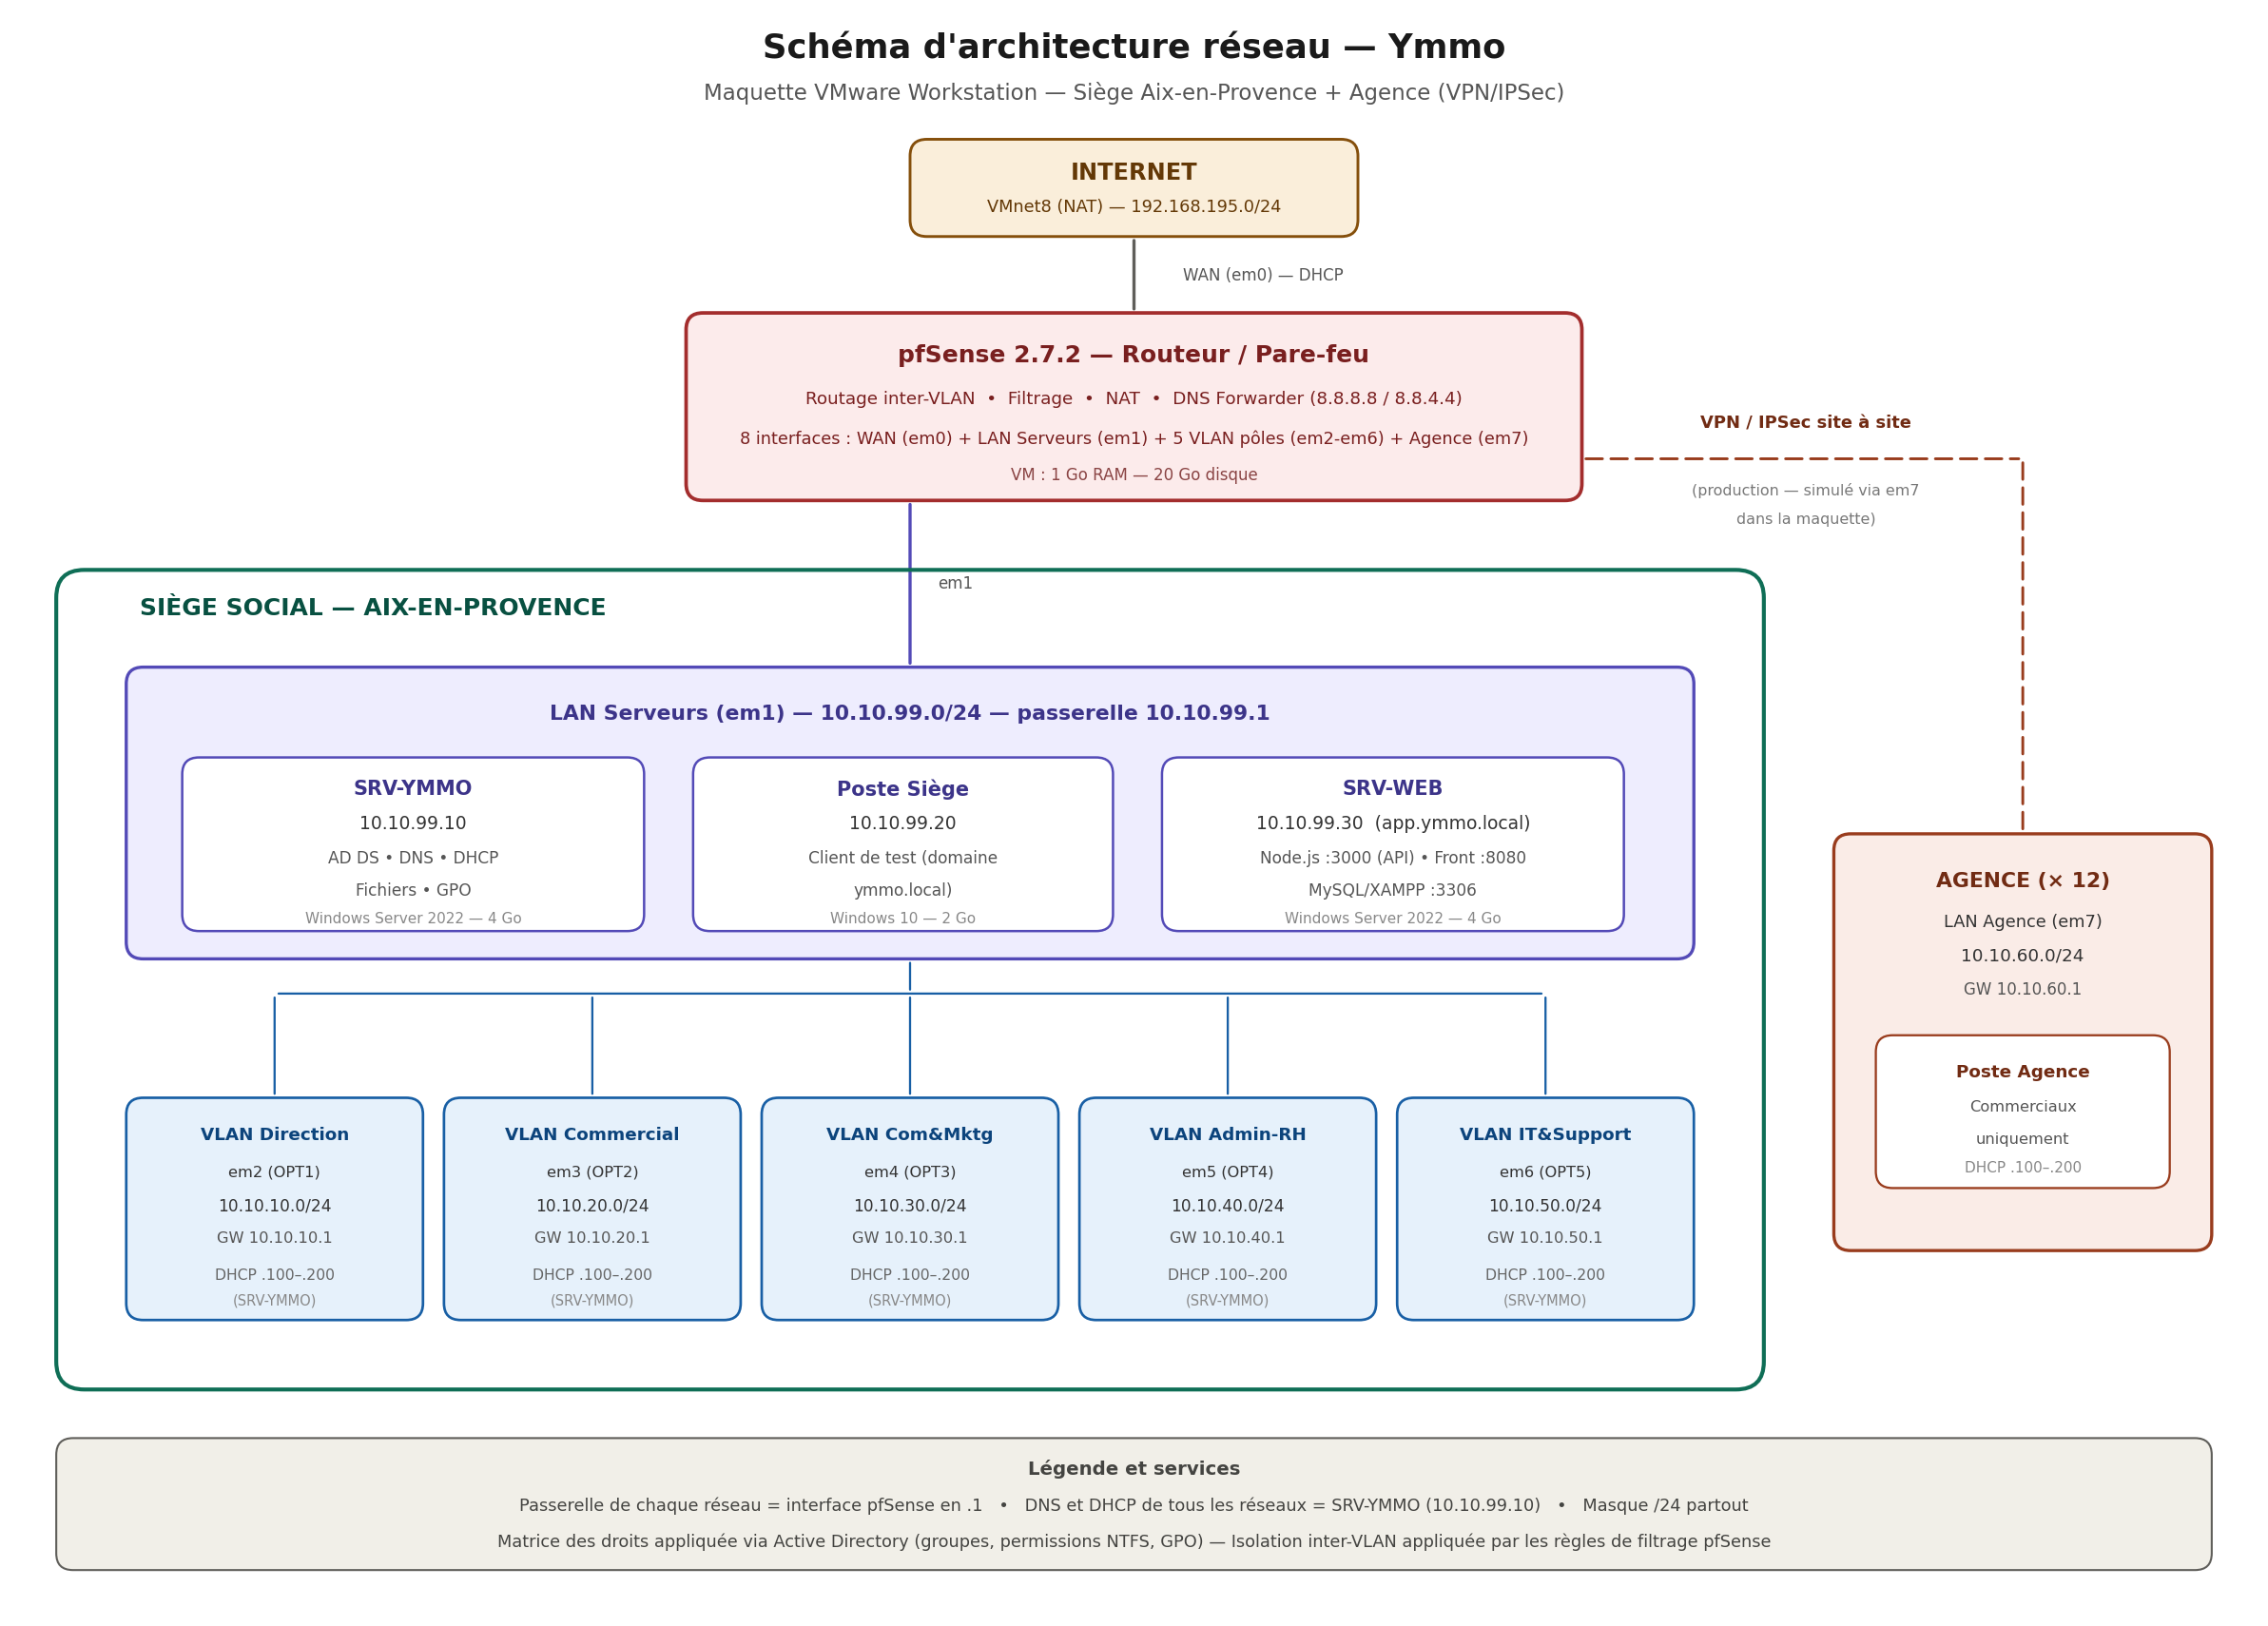 Schéma d'architecture réseau — Ymmo
Maquette VMware Workstation — Siège Aix-en-Provence + Agence (VPN/IPSec)
INTERNET
VMnet8 (NAT) — 192.168.195.0/24
WAN (em0) — DHCP
pfSense 2.7.2 — Routeur / Pare-feu
Routage inter-VLAN • Filtrage • NAT • DNS Forwarder (8.8.8.8 / 8.8.4.4)
8 interfaces : WAN (em0) + LAN Serveurs (em1) + 5 VLAN pôles (em2-em6) + Agence (em7)
VM : 1 Go RAM — 20 Go disque
VPN / IPSec site à site
(production — simulé via em7
dans la maquette)
em1
SIÈGE SOCIAL — AIX-EN-PROVENCE
LAN Serveurs (em1) — 10.10.99.0/24 — passerelle 10.10.99.1
SRV-YMMO
10.10.99.10
AD DS • DNS • DHCP
Fichiers • GPO
Windows Server 2022 — 4 Go
Poste Siège
10.10.99.20
Client de test (domaine
ymmo.local)
Windows 10 — 2 Go
SRV-WEB
10.10.99.30 (app.ymmo.local)
Node.js :3000 (API) • Front :8080
MySQL/XAMPP :3306
Windows Server 2022 — 4 Go
AGENCE (× 12)
LAN Agence (em7)
10.10.60.0/24
GW 10.10.60.1
Poste Agence
Commerciaux
uniquement
DHCP .100–.200
VLAN Direction
em2 (OPT1)
10.10.10.0/24
GW 10.10.10.1
DHCP .100–.200
(SRV-YMMO)
VLAN Commercial
em3 (OPT2)
10.10.20.0/24
GW 10.10.20.1
DHCP .100–.200
(SRV-YMMO)
VLAN Com&Mktg
em4 (OPT3)
10.10.30.0/24
GW 10.10.30.1
DHCP .100–.200
(SRV-YMMO)
VLAN Admin-RH
em5 (OPT4)
10.10.40.0/24
GW 10.10.40.1
DHCP .100–.200
(SRV-YMMO)
VLAN IT&Support
em6 (OPT5)
10.10.50.0/24
GW 10.10.50.1
DHCP .100–.200
(SRV-YMMO)
Légende et services
Passerelle de chaque réseau = interface pfSense en .1 • DNS et DHCP de tous les réseaux = SRV-YMMO (10.10.99.10) • Masque /24 partout
Matrice des droits appliquée via Active Directory (groupes, permissions NTFS, GPO) — Isolation inter-VLAN appliquée par les règles de filtrage pfSense